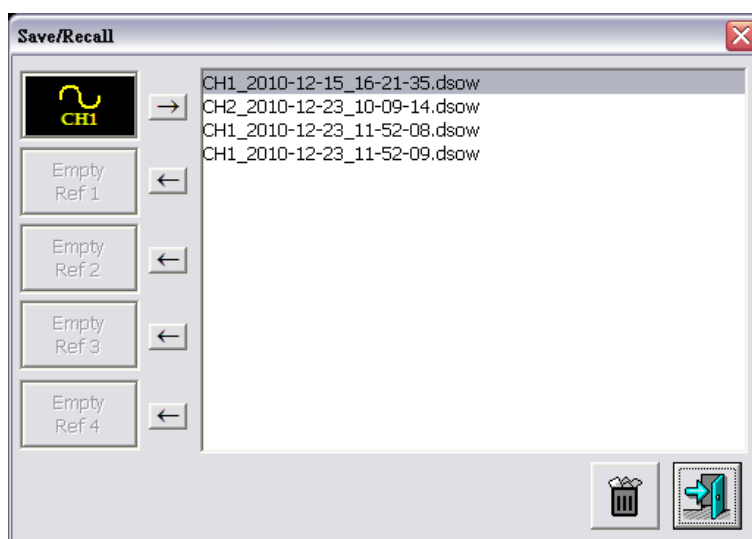 Save/Recall
CH1
Empty
Ref 1
Empty
Ref 2
Empty
Ref 3
Empty
Ref 4
CH1_2010-12-15_16-21-35.dsow
CH2_2010-12-23_10-09-14.dsow
CH1_2010-12-23_11-52-08.dsow
CH1_2010-12-23_11-52-09.dsow